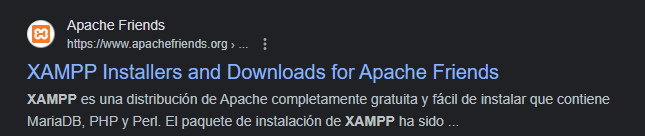 Apache Friends
https://www.apachefriends.org › ...
XAMPP Installers and Downloads for Apache Friends
XAMPP es una distribución de Apache completamente gratuita y fácil de instalar que contiene
MariaDB, PHP y Perl. El paquete de instalación de XAMPP ha sido ...